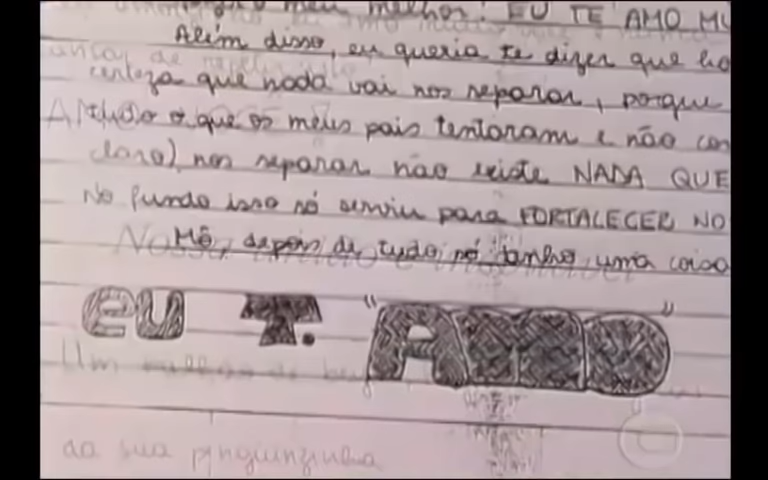 meu melhor. EU TE AMO MU
Além disso, eu queria te dizer que ho
certeza que nada vai nos separar, porque
tudo o que os meus pais tentaram e não con
claro) nos separar não existe NADA QUE
No fundo isso só serviu para FORTALECER NO
Mô, depois de tudo só tenho uma coisa
eu T. "AMO"
Um milhão de
da sua pinguinzinha